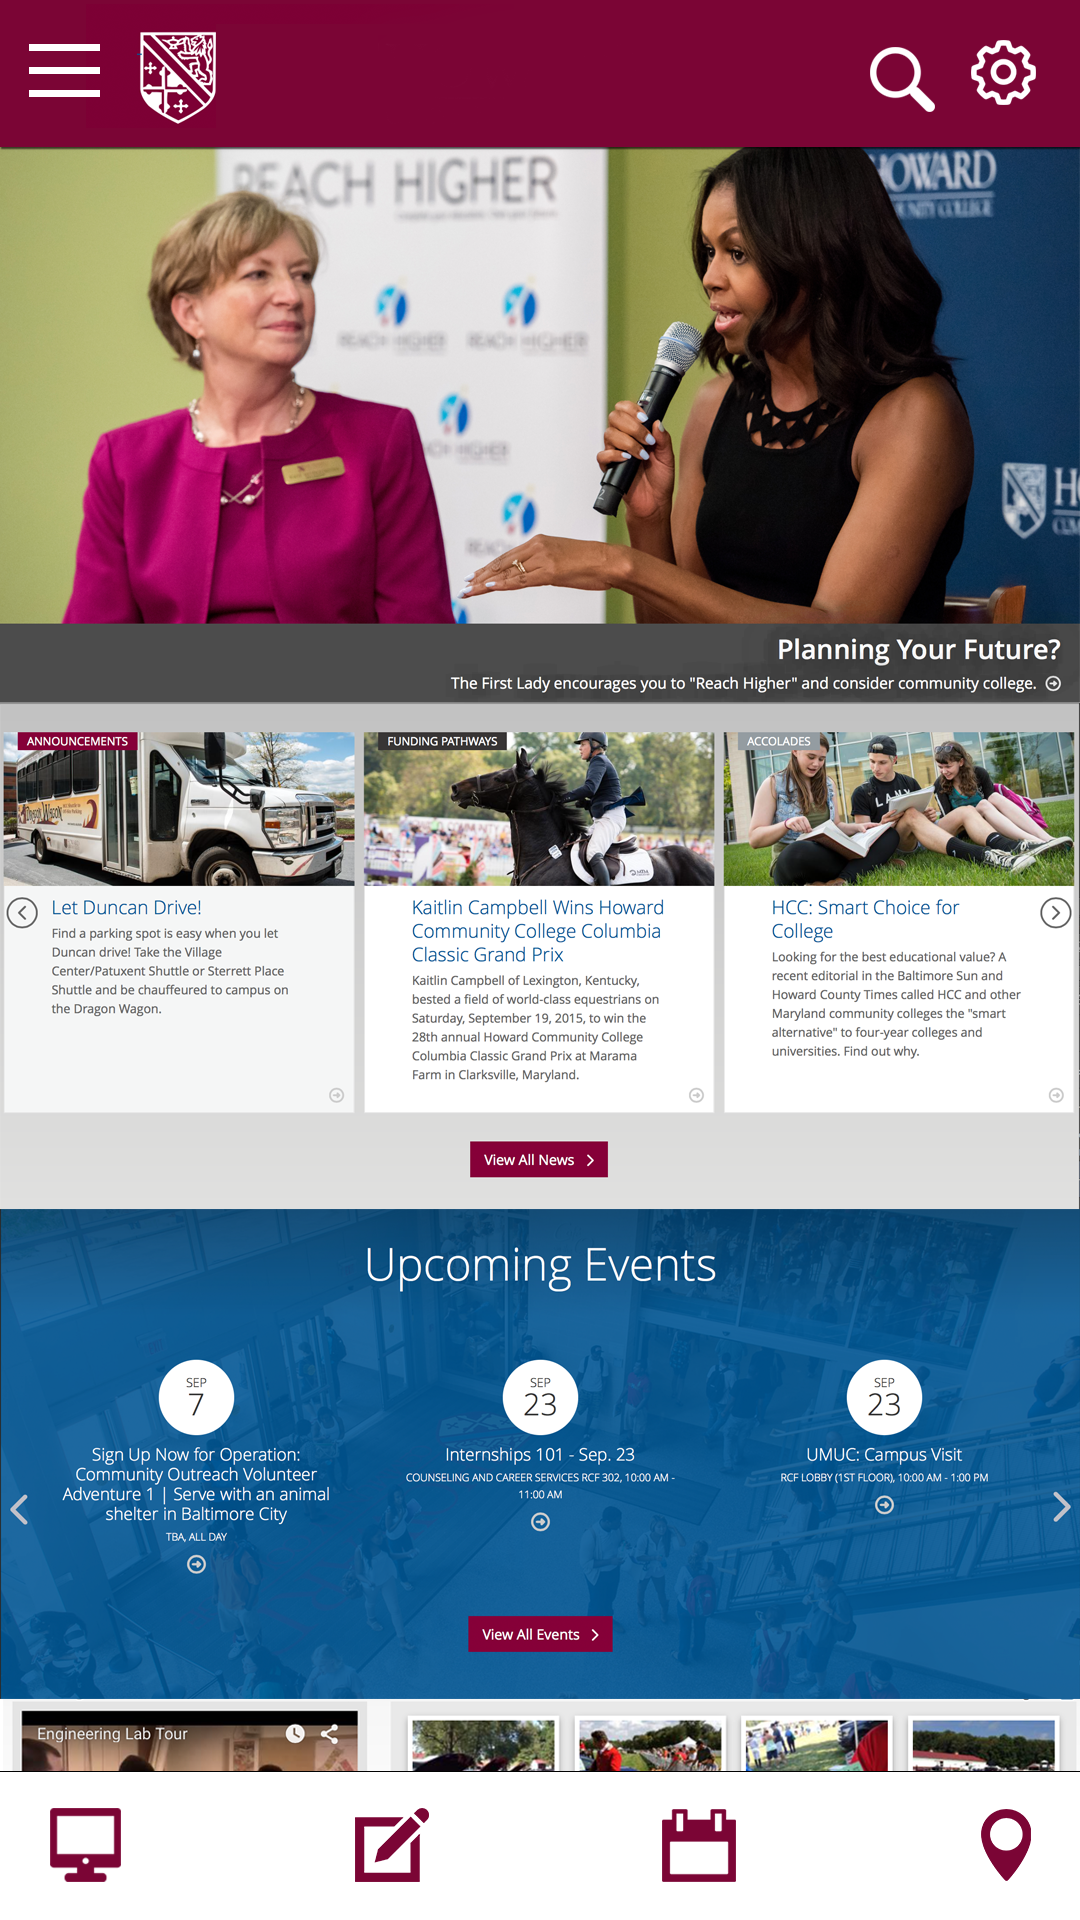 REACH HIGHER
HOWARD
COMMUNITY COLLEGE
REACH HIGHER
REACH HIGHER
Planning Your Future?
The First Lady encourages you to "Reach Higher" and consider community college.
ANNOUNCEMENTS
FUNDING PATHWAYS
ACCOLADES
Let Duncan Drive!
Find a parking spot is easy when you let
Duncan drive! Take the Village
Center/Patuxent Shuttle or Sterrett Place
Shuttle and be chauffeured to campus on
the Dragon Wagon.
Kaitlin Campbell Wins Howard
Community College Columbia
Classic Grand Prix
Kaitlin Campbell of Lexington, Kentucky,
bested a field of world-class equestrians on
Saturday, September 19, 2015, to win the
28th annual Howard Community College
Columbia Classic Grand Prix at Marama
Farm in Clarksville, Maryland.
HCC: Smart Choice for
College
Looking for the best educational value? A
recent editorial in the Baltimore Sun and
Howard County Times called HCC and other
Maryland community colleges the "smart
alternative" to four-year colleges and
universities. Find out why.
View All News
Upcoming Events
SEP
7
Sign Up Now for Operation:
Community Outreach Volunteer
Adventure 1 | Serve with an animal
shelter in Baltimore City
TBA, ALL DAY
SEP
23
Internships 101 - Sep. 23
COUNSELING AND CAREER SERVICES RCF 302, 10:00 AM -
11:00 AM
SEP
23
UMUC: Campus Visit
RCF LOBBY (1ST FLOOR), 10:00 AM - 1:00 PM
View All Events
Engineering Lab Tour